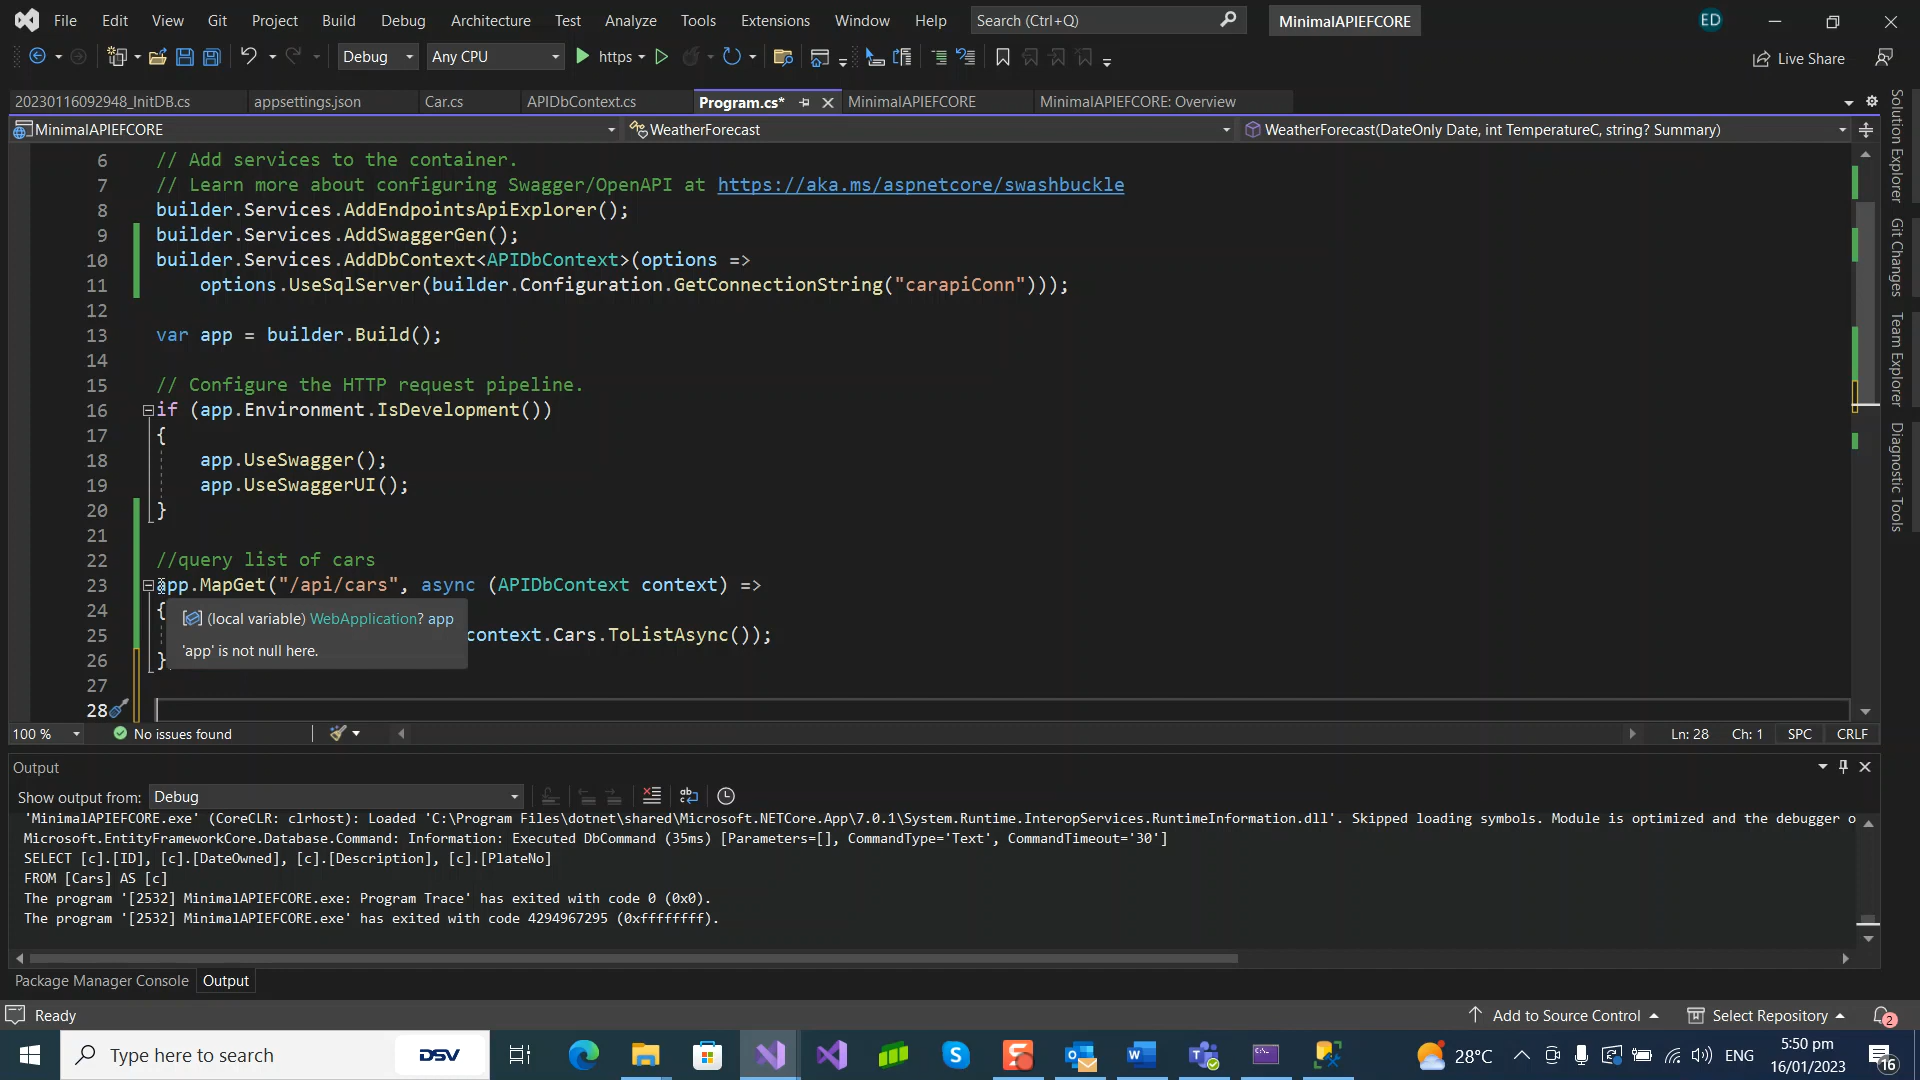 File Edit View Git Project Build Debug Architecture Test Analyze Tools Extensions Window Help Search (Ctrl+Q) MinimalAPIEFCORE ED
Debug Any CPU https Live Share
20230116092948_InitDB.cs appsettings.json Car.cs APIDbContext.cs Program.cs* MinimalAPIEFCORE MinimalAPIEFCORE: Overview
MinimalAPIEFCORE WeatherForecast WeatherForecast(DateOnly Date, int TemperatureC, string? Summary)
6 // Add services to the container.
7 // Learn more about configuring Swagger/OpenAPI at https://aka.ms/aspnetcore/swashbuckle
8 builder.Services.AddEndpointsApiExplorer();
9 builder.Services.AddSwaggerGen();
10 builder.Services.AddDbContext<APIDbContext>(options =>
11 options.UseSqlServer(builder.Configuration.GetConnectionString("carapiConn")));
12
13 var app = builder.Build();
14
15 // Configure the HTTP request pipeline.
16 if (app.Environment.IsDevelopment())
17 {
18 app.UseSwagger();
19 app.UseSwaggerUI();
20 }
21
22 //query list of cars
23 app.MapGet("/api/cars", async (APIDbContext context) =>
24 {
(local variable) WebApplication? app
25 context.Cars.ToListAsync());
'app' is not null here.
26 }
27
28
100 % No issues found Ln: 28 Ch: 1 SPC CRLF
Output
Show output from: Debug
'MinimalAPIEFCORE.exe' (CoreCLR: clrhost): Loaded 'C:\Program Files\dotnet\shared\Microsoft.NETCore.App\7.0.1\System.Runtime.InteropServices.RuntimeInformation.dll'. Skipped loading symbols. Module is optimized and the debugger o
Microsoft.EntityFrameworkCore.Database.Command: Information: Executed DbCommand (35ms) [Parameters=[], CommandType='Text', CommandTimeout='30']
SELECT [c].[ID], [c].[DateOwned], [c].[Description], [c].[PlateNo]
FROM [Cars] AS [c]
The program '[2532] MinimalAPIEFCORE.exe: Program Trace' has exited with code 0 (0x0).
The program '[2532] MinimalAPIEFCORE.exe' has exited with code 4294967295 (0xffffffff).
Package Manager Console Output
Ready Add to Source Control Select Repository 2
Type here to search DSV 28°C ENG 5:50 pm
16/01/2023 16
Solution Explorer
Git Changes
Team Explorer
Diagnostic Tools